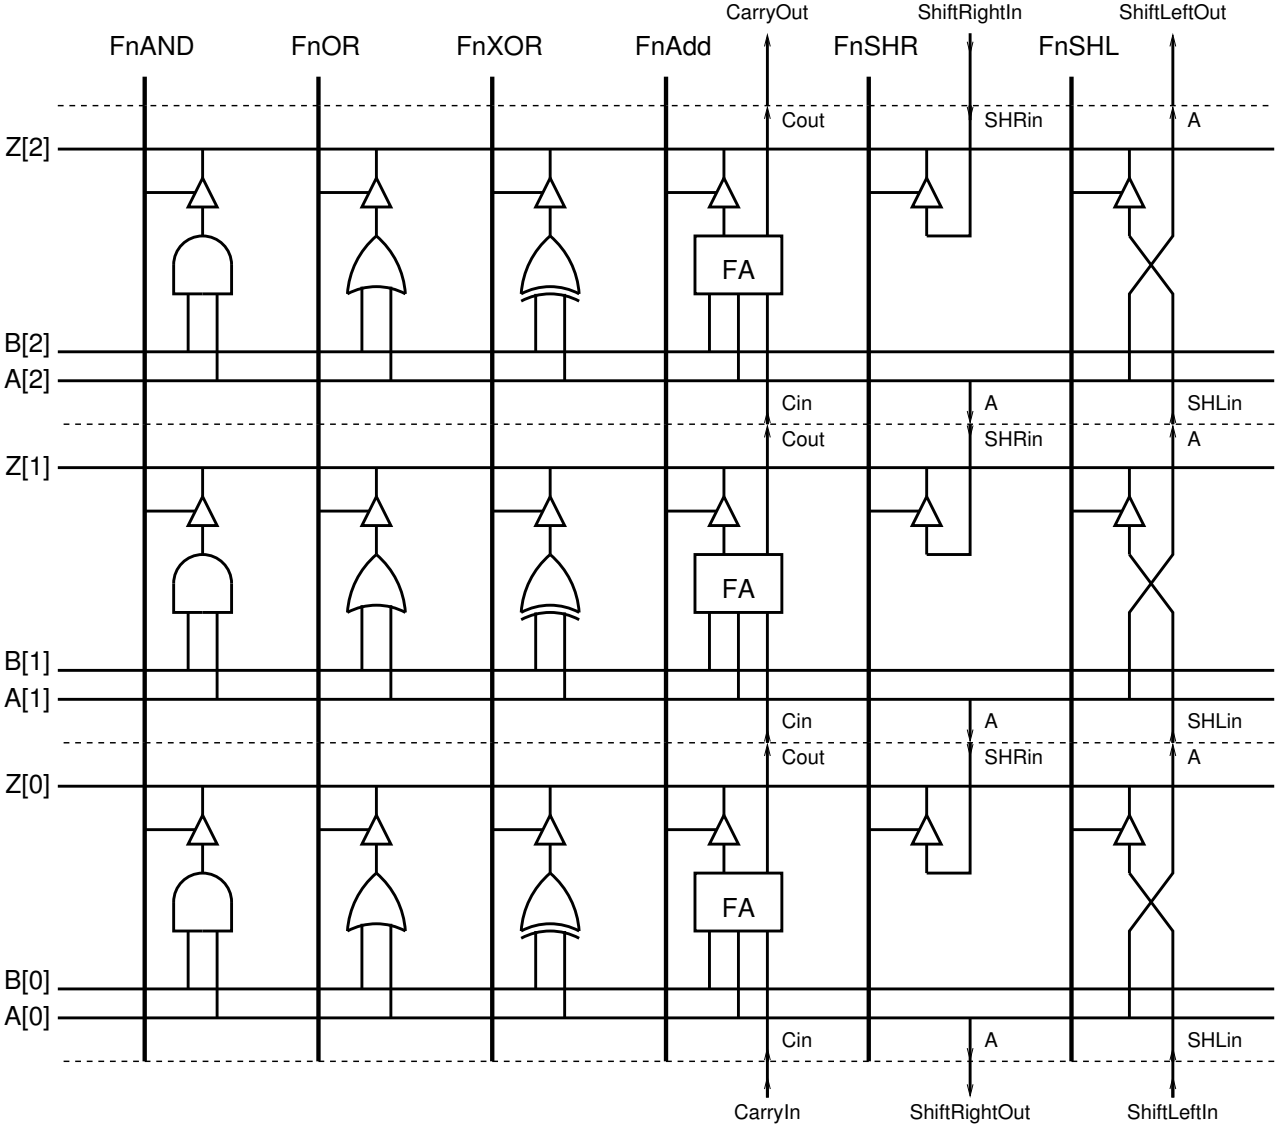 CarryOut ShiftRightIn ShiftLeftOut
FnAND FnOR FnXOR FnAdd FnSHR FnSHL
Cout SHRin A
Z[2]
FA
B[2]
A[2]
Cin A SHLin
Cout SHRin A
Z[1]
FA
B[1]
A[1]
Cin A SHLin
Cout SHRin A
Z[0]
FA
B[0]
A[0]
Cin A SHLin
CarryIn ShiftRightOut ShiftLeftIn